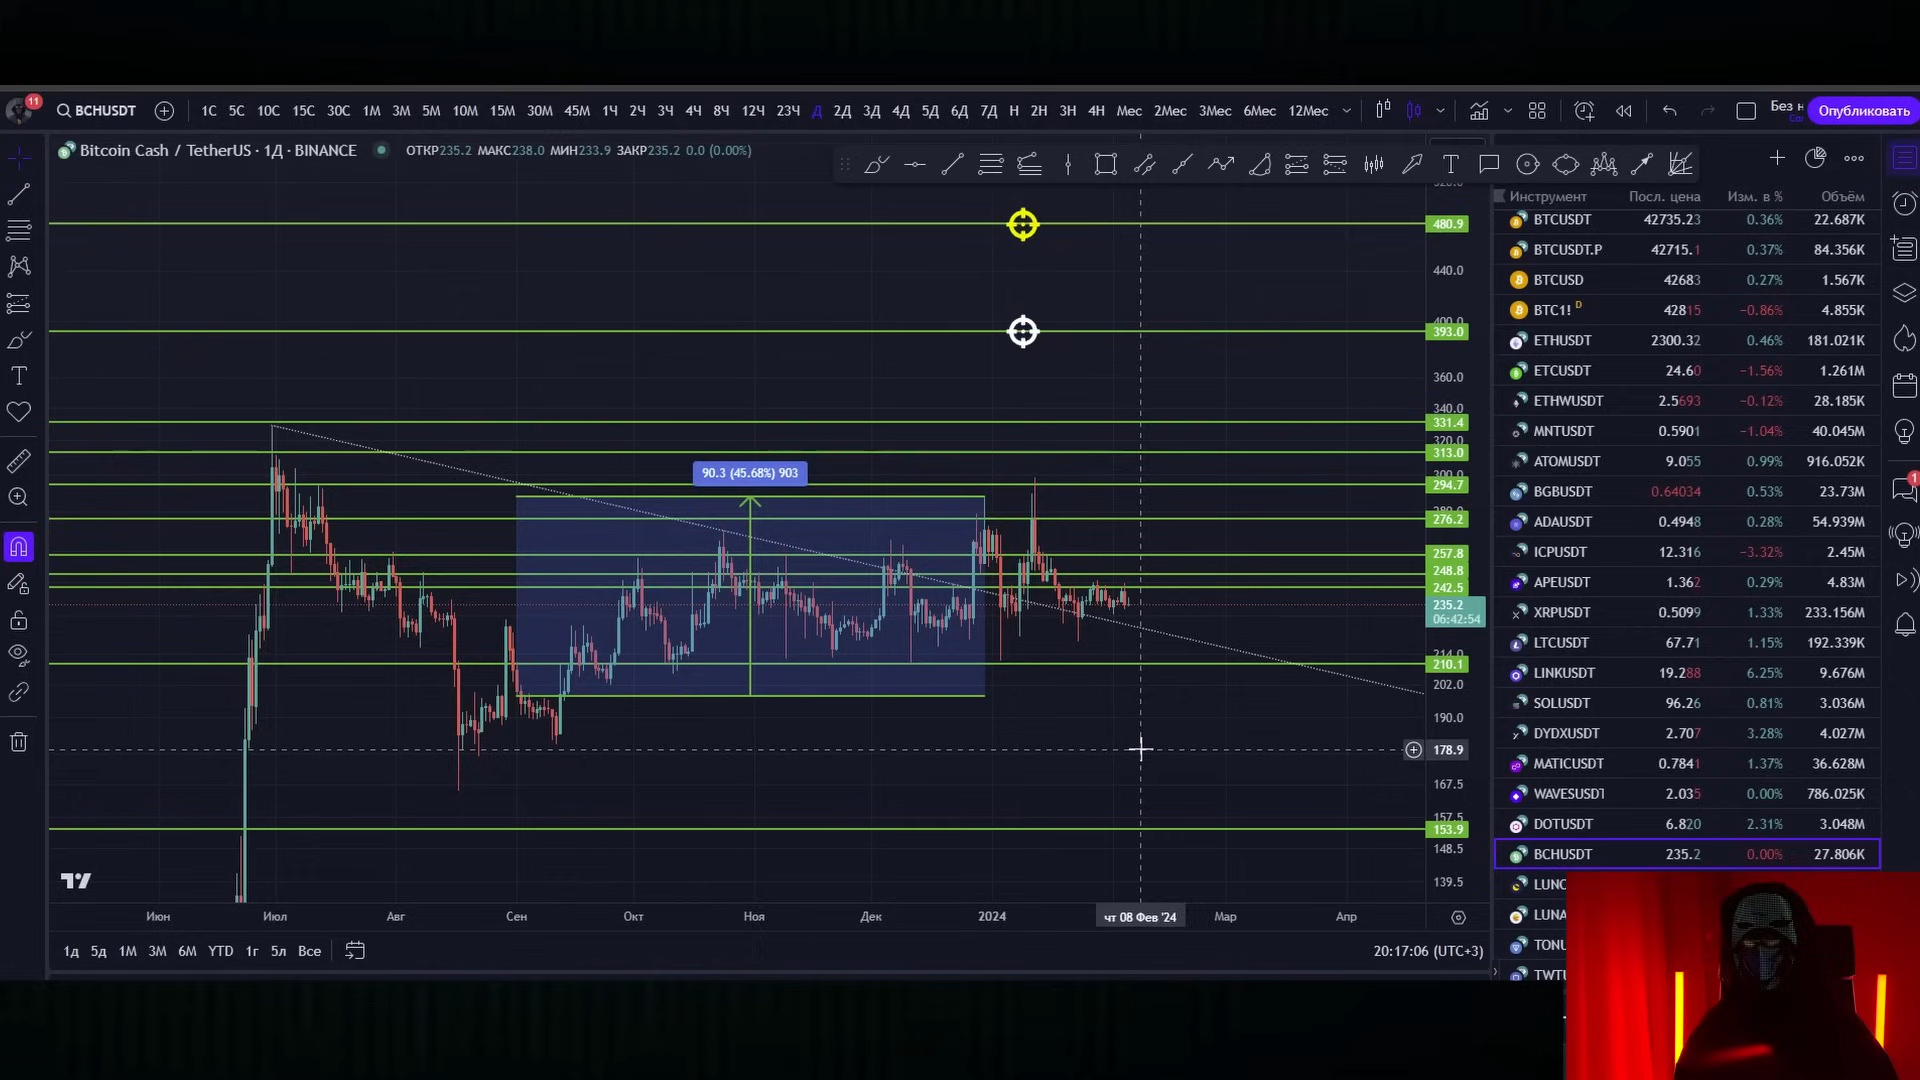 11
BCHUSDT
1С 5С 10С 15С 30С 1М 3М 5М 10М 15М 30М 45М 1Ч 2Ч 3Ч 4Ч 8Ч 12Ч 23Ч Д 2Д 3Д 4Д 5Д 6Д 7Д Н 2Н 3Н 4Н Мес 2Мес 3Мес 6Мес 12Мес
Без н
Опубликовать
Bitcoin Cash / TetherUS · 1Д · BINANCE
ОТКР235.2 МАКС238.0 МИН233.9 ЗАКР235.2 0.0 (0.00%)
480.9
440.0
393.0
360.0
340.0
331.4
320.0
313.0
300.0
294.7
276.2
257.8
248.8
242.5
235.2
06:42:54
210.1
202.0
190.0
178.9
167.5
157.5
153.9
148.5
139.5
90.3 (45.68%) 903
Июн Июл Авг Сен Окт Ноя Дек 2024 чт 08 Фев '24 Мар Апр
1д 5д 1М 3М 6М YTD 1г 5л Все
20:17:06 (UTC+3)
Инструмент Посл. цена Изм. в % Объём
BTCUSDT 42735.23 0.36% 22.687K
BTCUSDT.P 42715.1 0.37% 84.356K
BTCUSD 42683 0.27% 1.567K
BTC1! D 42815 −0.86% 4.855K
ETHUSDT 2300.32 0.46% 181.021K
ETCUSDT 24.60 −1.56% 1.261M
ETHWUSDT 2.5693 −0.12% 28.185K
MNTUSDT 0.5901 −1.04% 40.045M
ATOMUSDT 9.055 0.99% 916.052K
BGBUSDT 0.64034 0.53% 23.73M
ADAUSDT 0.4948 0.28% 54.939M
ICPUSDT 12.316 −3.32% 2.45M
APEUSDT 1.362 0.29% 4.83M
XRPUSDT 0.5099 1.33% 233.156M
LTCUSDT 67.71 1.15% 192.339K
LINKUSDT 19.288 6.25% 9.676M
SOLUSDT 96.26 0.81% 3.036M
DYDXUSDT 2.707 3.28% 4.027M
MATICUSDT 0.7841 1.37% 36.628M
WAVESUSDT 2.035 0.00% 786.025K
DOTUSDT 6.820 2.31% 3.048M
BCHUSDT 235.2 0.00% 27.806K
LUNC
LUNA
TONU
TWTU
1